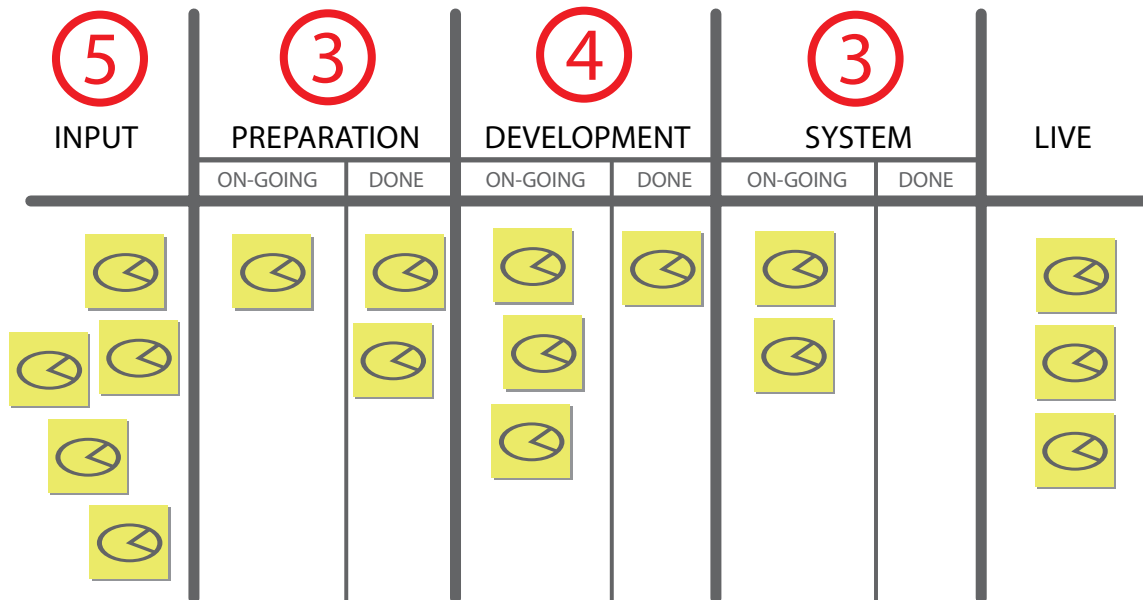 5 3 4 3
INPUT PREPARATION DEVELOPMENT SYSTEM LIVE
ON-GOING DONE ON-GOING DONE ON-GOING DONE